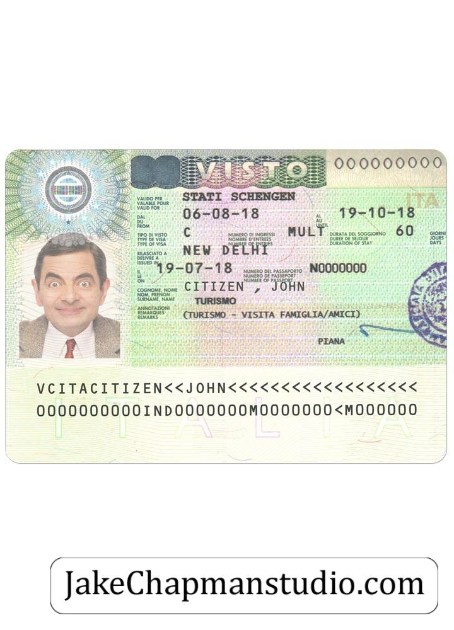 VISTO 000000000
ITA
VALIDO PER STATI SCHENGEN
VALABLE POUR
VALID FOR
DAL 06-08-18 AL 19-10-18
DU
FROM
TIPO DI VISTO C NUMERO DI INGRESSI MULT DURATA DEL SOGGIORNO 60 GIORNI
TYPE DE VISA NOMBRE D'ENTREES DUREE DE SEJOUR JOURS
TYPE OF VISA NUMBER OF ENTRIES DURATION OF STAY DAYS
RILASCIATO A NEW DELHI
DELIVRE A
ISSUED IN
IL 19-07-18 NUMERO DEL PASSAPORTO N0000000
LE NUMERO DE PASSEPORT
ON NUMBER OF PASSPORT
COGNOME, NOME CITIZEN , JOHN
NOM, PRENOM
SURNAME, NAME
ANNOTAZIONI TURISMO
REMARQUES
REMARKS (TURISMO - VISITA FAMIGLIA/AMICI)
PIANA
VCITACITIZEN<<JOHN<<<<<<<<<<<<<<<<<<
0000000000IND0000000M0000000<M000000
ITALIA
JakeChapmanstudio.com